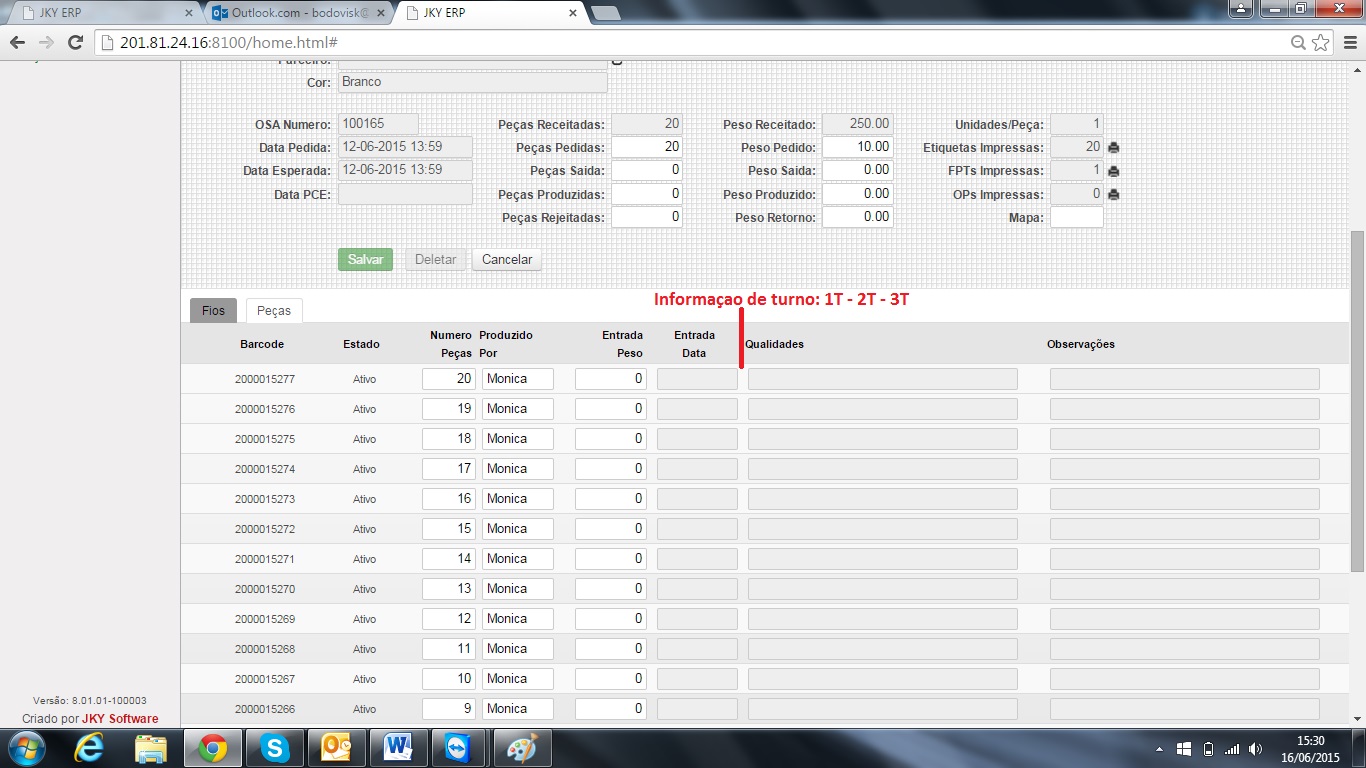 JKY ERP
Outlook.com - bodovisk@
JKY ERP
201.81.24.16:8100/home.html#
Parceiro:
Cor: Branco
OSA Numero: 100165 Peças Receitadas: 20 Peso Receitado: 250.00 Unidades/Peça: 1
Data Pedida: 12-06-2015 13:59 Peças Pedidas: 20 Peso Pedido: 10.00 Etiquetas Impressas: 20
Data Esperada: 12-06-2015 13:59 Peças Saida: 0 Peso Saida: 0.00 FPTs Impressas: 1
Data PCE: Peças Produzidas: 0 Peso Produzido: 0.00 OPs Impressas: 0
Peças Rejeitadas: 0 Peso Retorno: 0.00 Mapa:
Salvar Deletar Cancelar
Informaçao de turno: 1T - 2T - 3T
Fios Peças
Barcode Estado Numero Peças Produzido Por Entrada Peso Entrada Data Qualidades Observações
2000015277 Ativo 20 Monica 0
2000015276 Ativo 19 Monica 0
2000015275 Ativo 18 Monica 0
2000015274 Ativo 17 Monica 0
2000015273 Ativo 16 Monica 0
2000015272 Ativo 15 Monica 0
2000015271 Ativo 14 Monica 0
2000015270 Ativo 13 Monica 0
2000015269 Ativo 12 Monica 0
2000015268 Ativo 11 Monica 0
2000015267 Ativo 10 Monica 0
2000015266 Ativo 9 Monica 0
Versão: 8.01.01-100003
Criado por JKY Software
15:30
16/06/2015